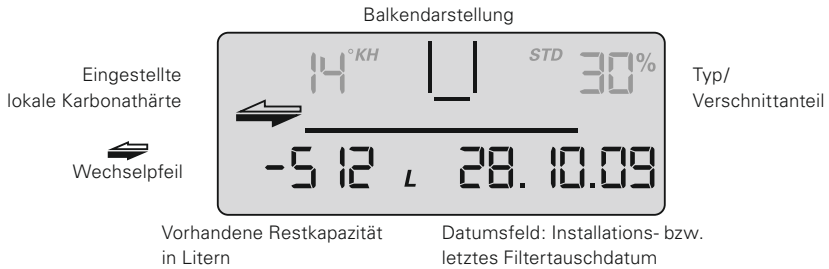 Balkendarstellung
14 °KH STD 30%
Eingestellte
lokale Karbonathärte
Typ/
Verschnittanteil
Wechselpfeil
-512 L 28.10.09
Vorhandene Restkapazität
in Litern
Datumsfeld: Installations- bzw.
letztes Filtertauschdatum